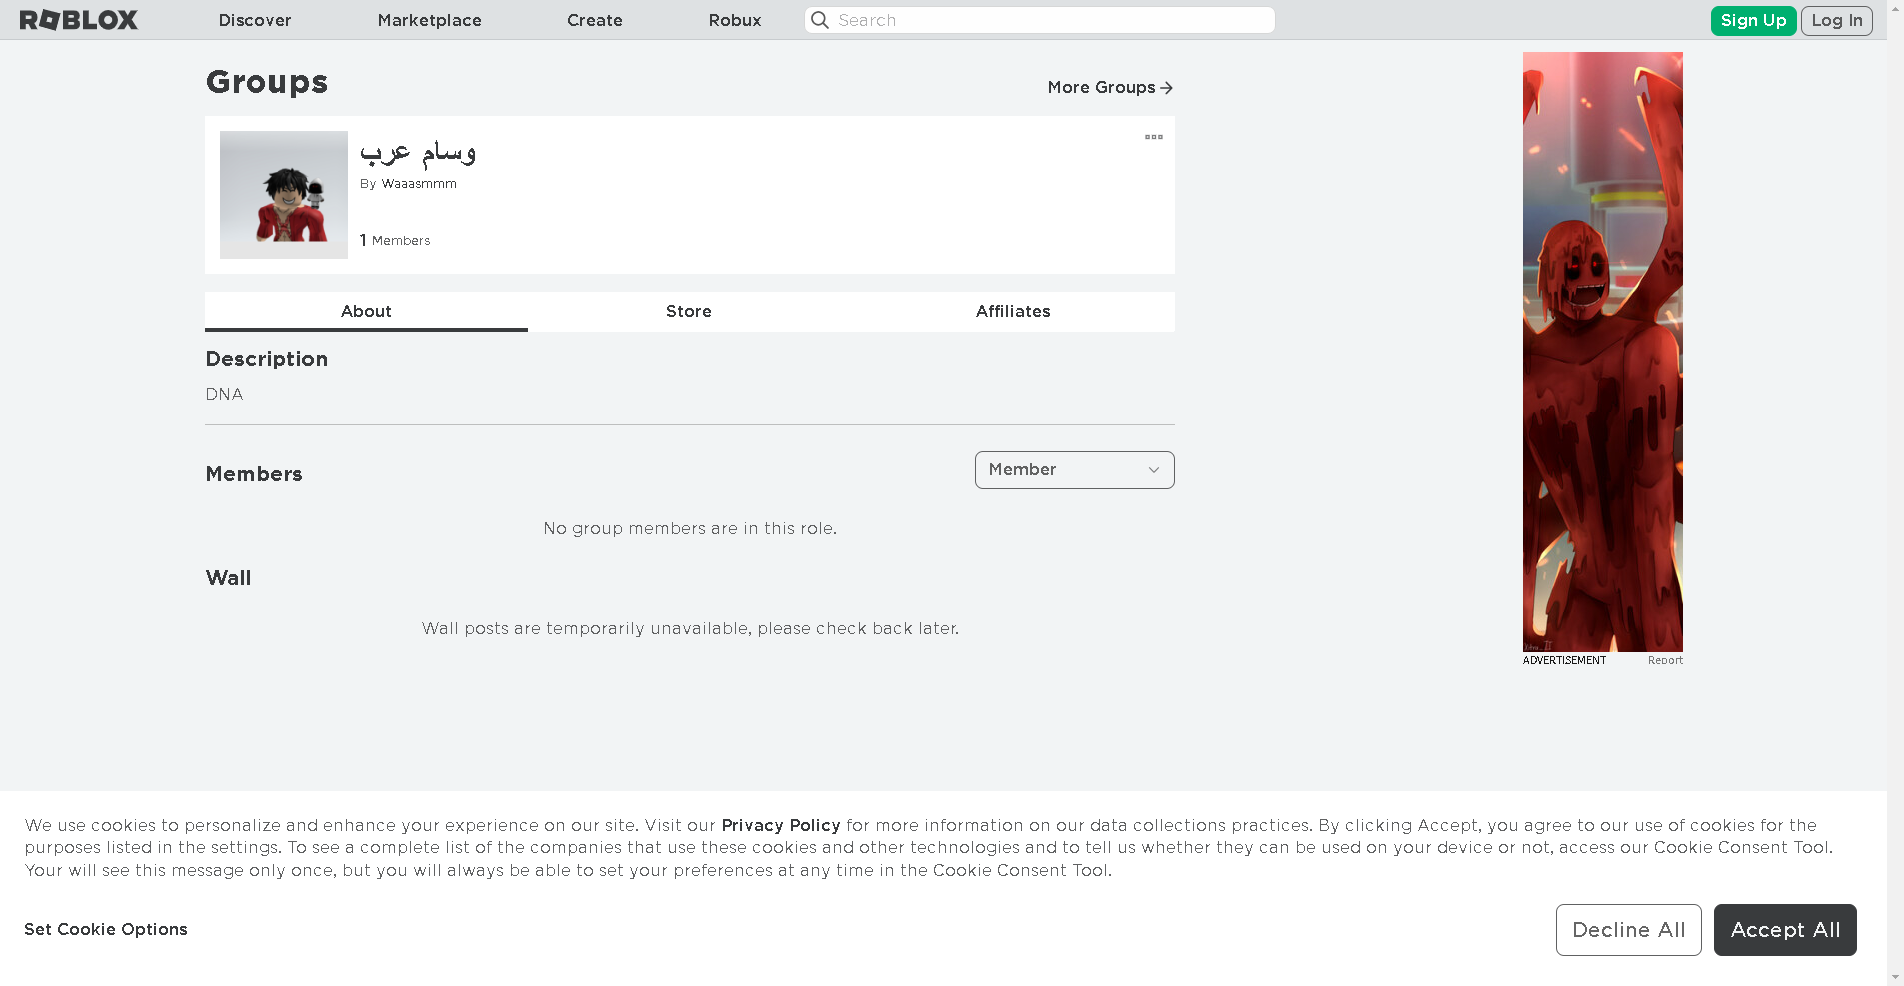 ROBLOX
Discover
Marketplace
Create
Robux
Search
Sign Up
Log In
Groups
More Groups
وسام عرب
By Waaasmmm
1 Members
About
Store
Affiliates
Description
DNA
Members
Member
No group members are in this role.
Wall
Wall posts are temporarily unavailable, please check back later.
ADVERTISEMENT
Report
We use cookies to personalize and enhance your experience on our site. Visit our Privacy Policy for more information on our data collections practices. By clicking Accept, you agree to our use of cookies for the
purposes listed in the settings. To see a complete list of the companies that use these cookies and other technologies and to tell us whether they can be used on your device or not, access our Cookie Consent Tool.
Your will see this message only once, but you will always be able to set your preferences at any time in the Cookie Consent Tool.
Set Cookie Options
Decline All
Accept All